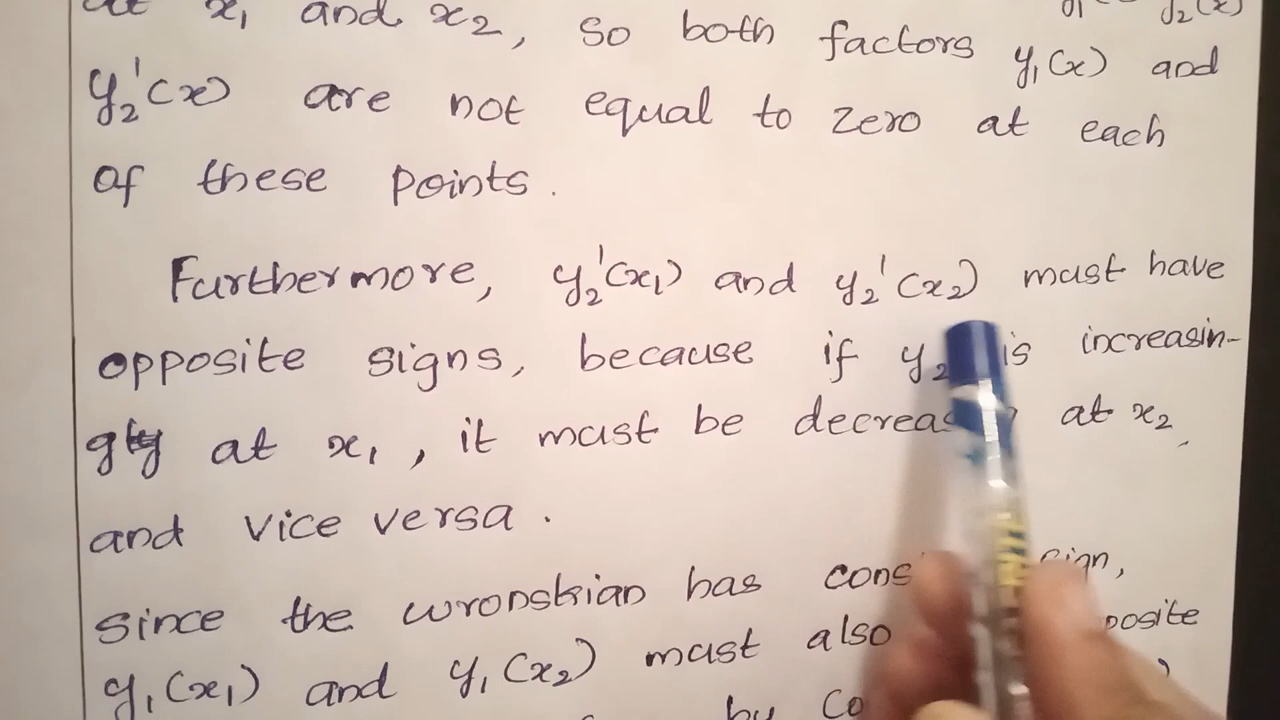 at x₁ and x₂, so both factors y₁(x) and
y₂'(x) are not equal to zero at each
of these points.
Furthermore, y₂'(x₁) and y₂'(x₂) must have
opposite signs, because if y₂ is increasin-
g at x₁, it must be at x₂,
and vice versa.
since the wronskian has sign,
y₁(x₁) and y₁(x₂) must also
by